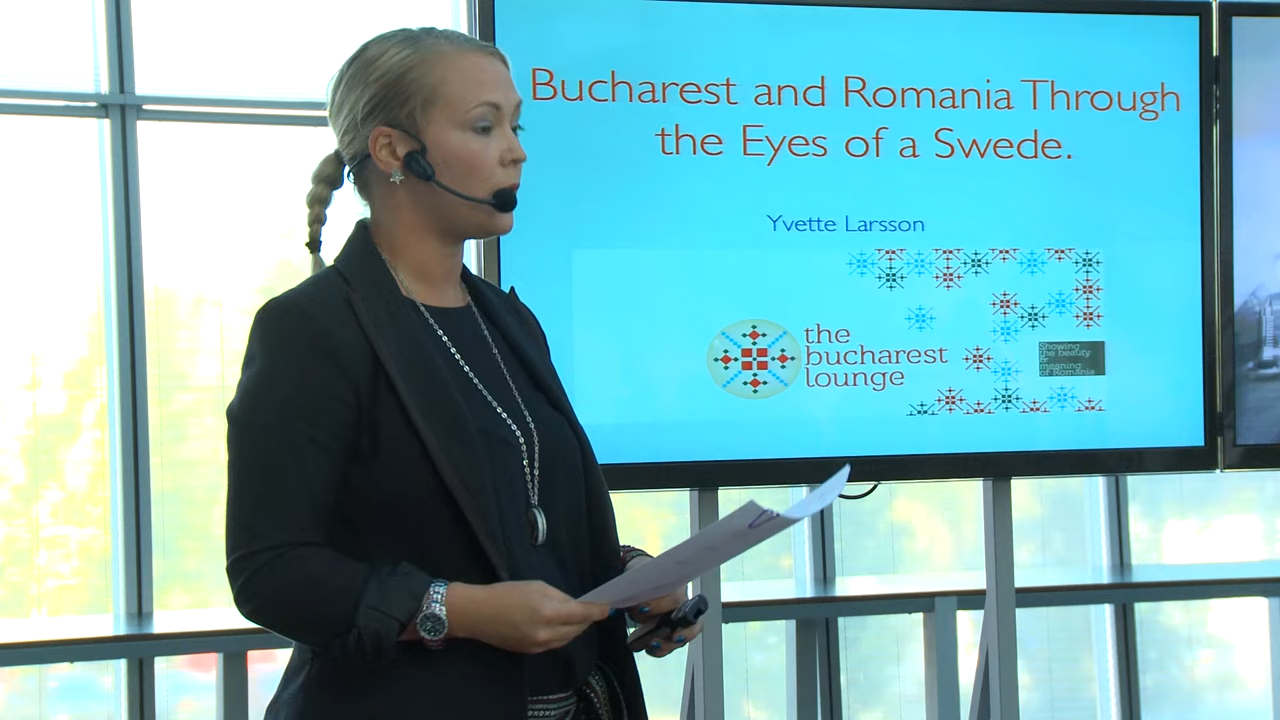 Bucharest and Romania Through
the Eyes of a Swede.
Yvette Larsson
the
bucharest
lounge
Showing
the beauty
&
meaning
of Romania